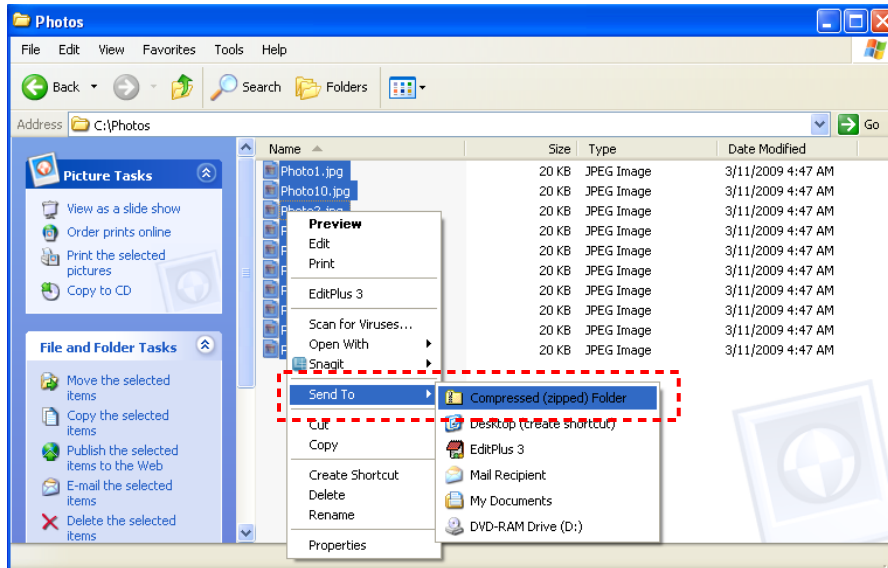 Photos
File Edit View Favorites Tools Help
Back Search Folders
Address C:\Photos Go
Picture Tasks
View as a slide show
Order prints online
Print the selected
pictures
Copy to CD
File and Folder Tasks
Move the selected
items
Copy the selected
items
Publish the selected
items to the Web
E-mail the selected
items
Delete the selected
items
Name Size Type Date Modified
Photo1.jpg 20 KB JPEG Image 3/11/2009 4:47 AM
Photo10.jpg 20 KB JPEG Image 3/11/2009 4:47 AM
Photo2.jpg 20 KB JPEG Image 3/11/2009 4:47 AM
20 KB JPEG Image 3/11/2009 4:47 AM
20 KB JPEG Image 3/11/2009 4:47 AM
20 KB JPEG Image 3/11/2009 4:47 AM
20 KB JPEG Image 3/11/2009 4:47 AM
20 KB JPEG Image 3/11/2009 4:47 AM
20 KB JPEG Image 3/11/2009 4:47 AM
20 KB JPEG Image 3/11/2009 4:47 AM
Preview
Edit
Print
EditPlus 3
Scan for Viruses...
Open With
Snagit
Send To
Cut
Copy
Create Shortcut
Delete
Rename
Properties
Compressed (zipped) Folder
Desktop (create shortcut)
EditPlus 3
Mail Recipient
My Documents
DVD-RAM Drive (D:)